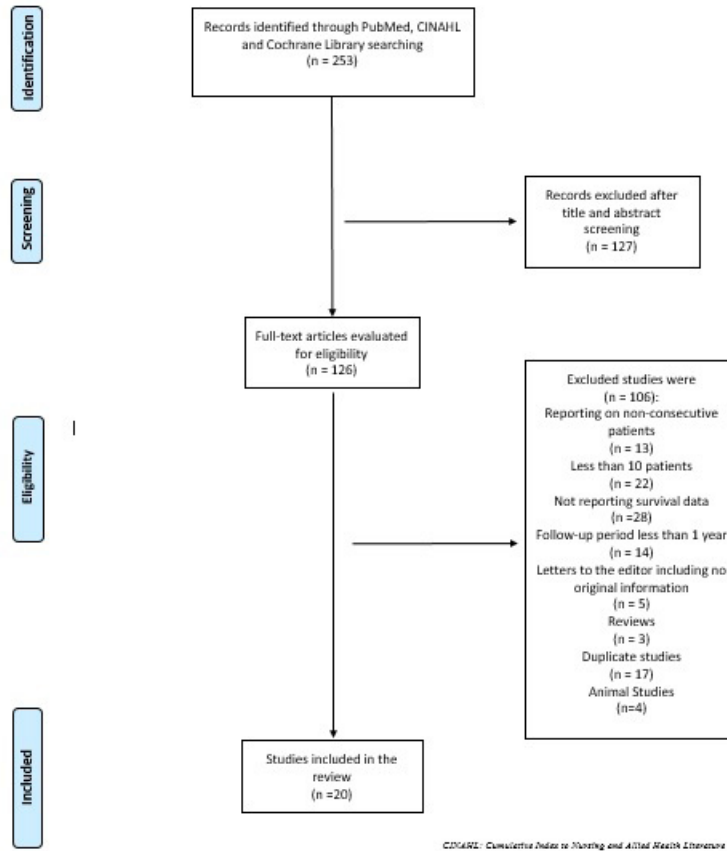 Identification
Records identified through PubMed, CINAHL
and Cochrane Library searching
(n = 253)
Screening
Records excluded after
title and abstract
screening
(n = 127)
Full-text articles evaluated
for eligibility
(n = 126)
Eligibility
Excluded studies were
(n = 106):
Reporting on non-consecutive
patients
(n = 13)
Less than 10 patients
(n = 22)
Not reporting survival data
(n =28)
Follow-up period less than 1 year
(n = 14)
Letters to the editor including no
original information
(n = 5)
Reviews
(n = 3)
Duplicate studies
(n = 17)
Animal Studies
(n=4)
Included
Studies included in the
review
(n =20)
CINAHL: Cumulative Index to Nursing and Allied Health Literature